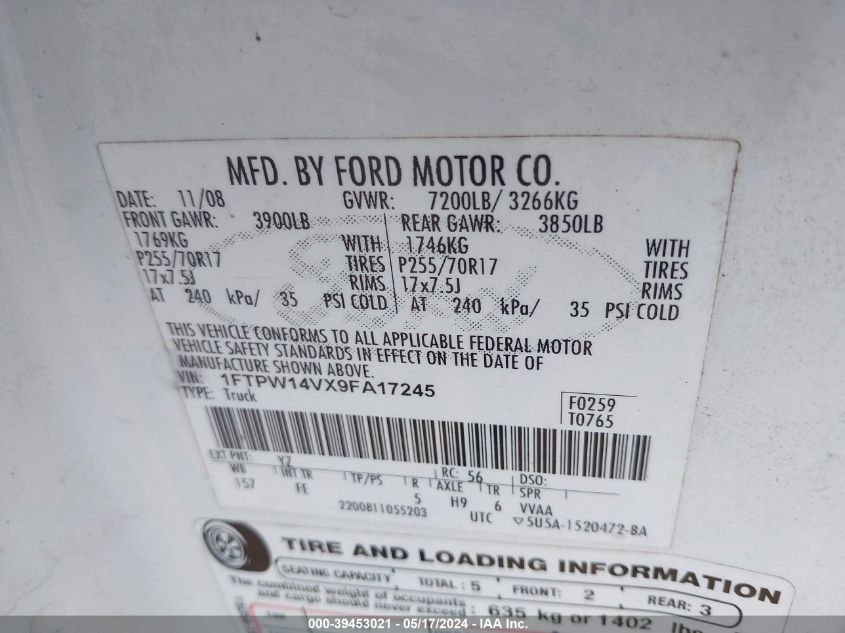 MFD. BY FORD MOTOR CO.
DATE: 11/08 GVWR: 7200LB/ 3266KG
FRONT GAWR: 3900LB REAR GAWR: 3850LB
1769KG WITH 1746KG WITH
P255/70R17 TIRES P255/70R17 TIRES
17x7.5J RIMS 17x7.5J RIMS
AT 240 kPa/ 35 PSI COLD AT 240 kPa/ 35 PSI COLD
THIS VEHICLE CONFORMS TO ALL APPLICABLE FEDERAL MOTOR
VEHICLE SAFETY STANDARDS IN EFFECT ON THE DATE OF
MANUFACTURE SHOWN ABOVE.
VIN: 1FTPW14VX9FA17245
TYPE: Truck
F0259
T0765
EXT PNT: YZ RC: 56 DSO:
WB INT TR TP/PS R AXLE TR SPR
157 FE 5 H9 6 VVAA
2200811055203 UTC ▽5U5A-1520472-BA
TIRE AND LOADING INFORMATION
SEATING CAPACITY TOTAL : 5 FRONT: 2 REAR: 3
The combined weight of occupants
and cargo should never exceed : 635 kg or 1402 lbs
000-39453021 - 05/17/2024 - © IAA Inc.